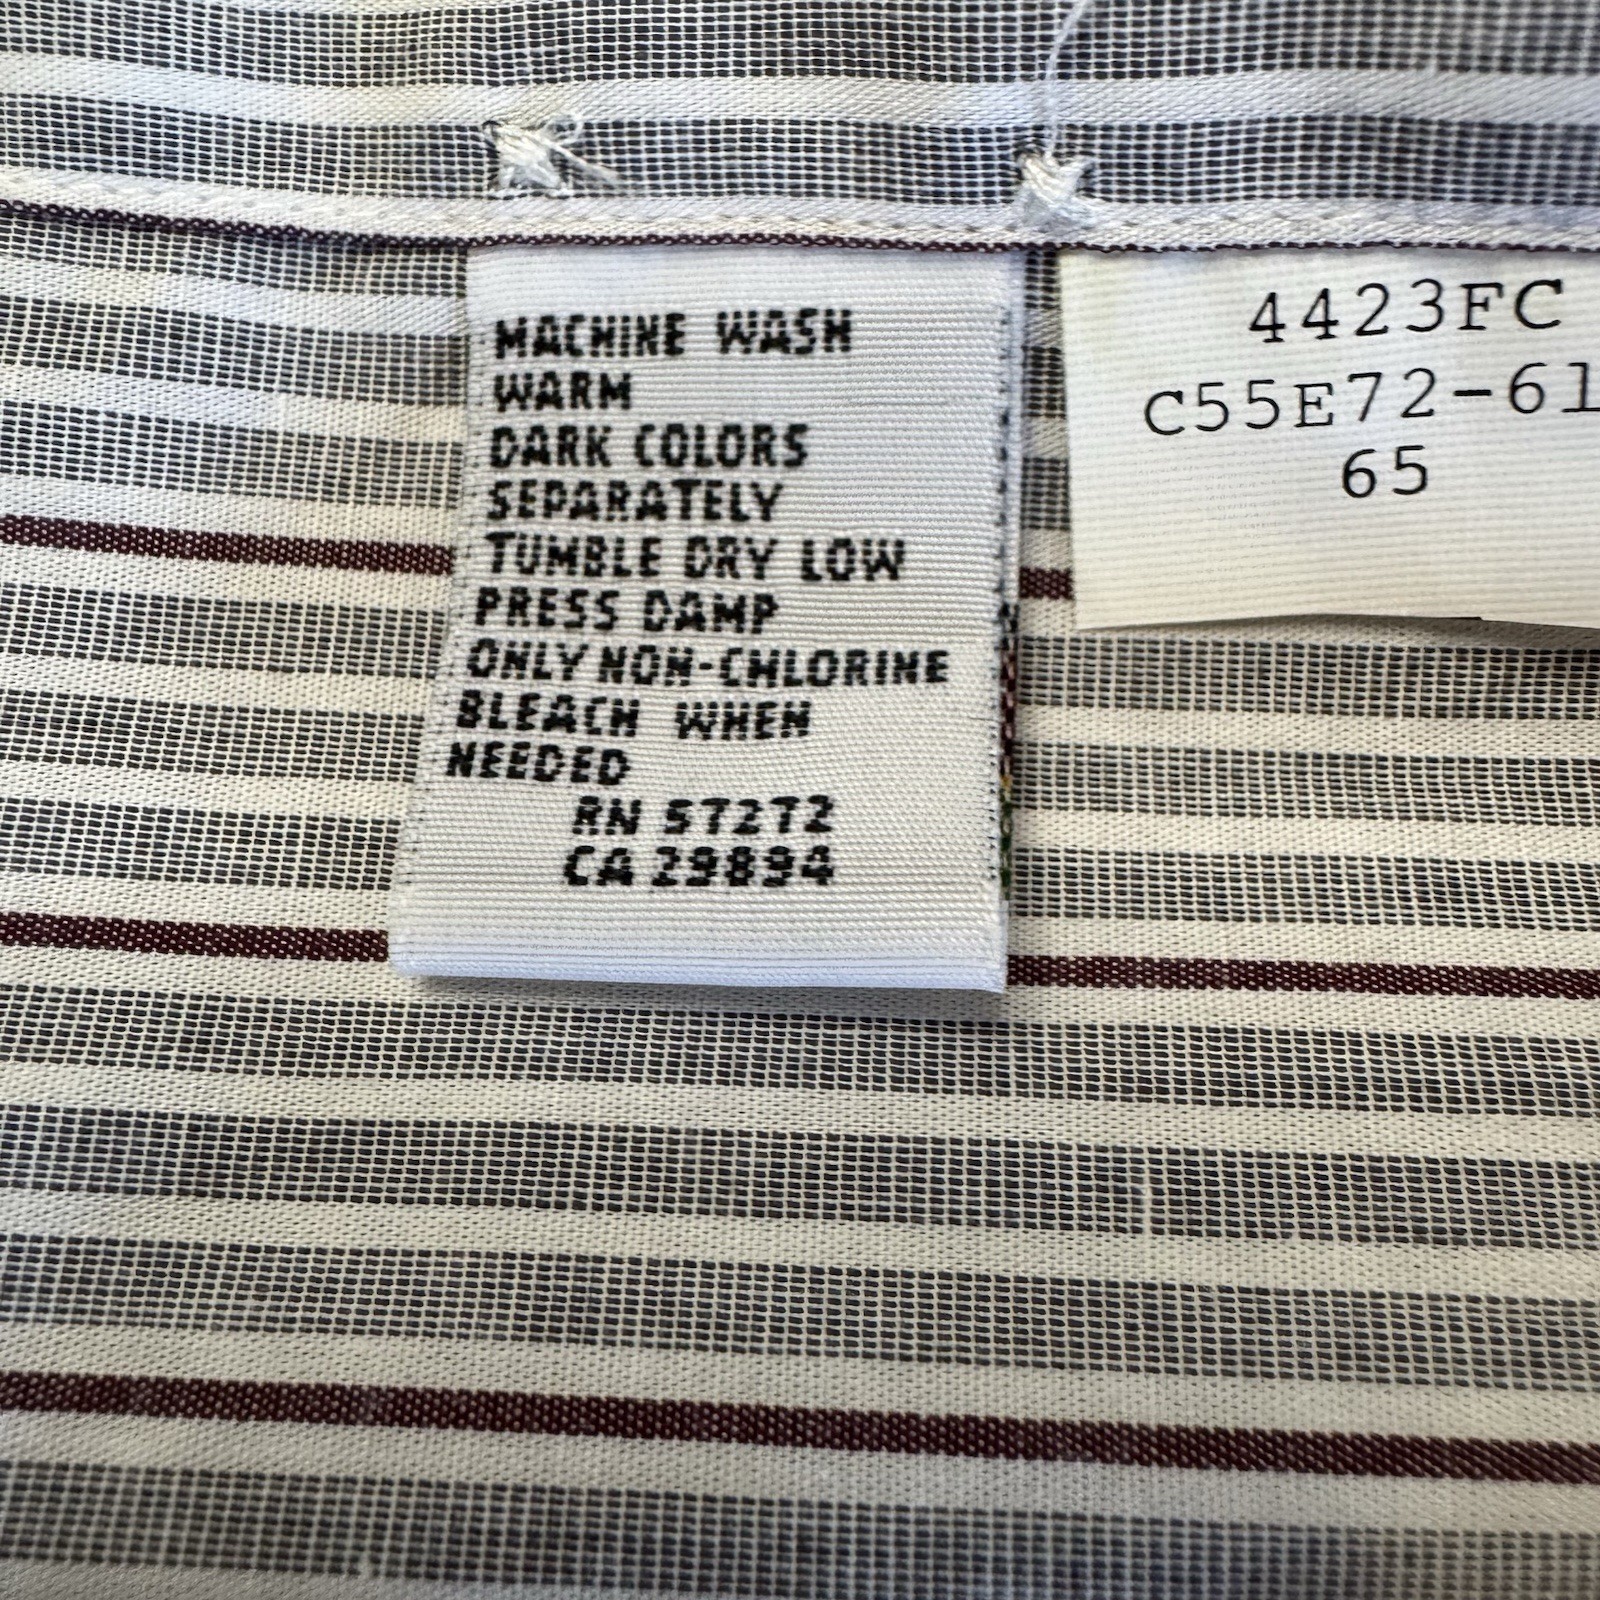 MACHINE WASH
WARM
DARK COLORS
SEPARATELY
TUMBLE DRY LOW
PRESS DAMP
ONLY NON-CHLORINE
BLEACH WHEN
NEEDED
RN 57272
CA 29894
4423FC
C55E72-61
65